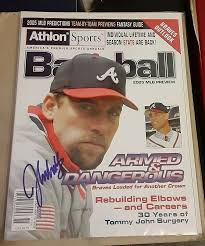 2005 MLB PREDICTIONS TEAM-BY-TEAM PREVIEWS FANTASY GUIDE
Athlon Sports
INDIVIDUAL LIFETIME AND
SEASON STATS ARE BACK!
AMERICA'S PREMIER SPORTS ANNUALS
BONUS
Baseball
2005 MLB PREVIEW
ARMED
& DANGEROUS
Braves Loaded for Another Crown
Rebuilding Elbows
— and Careers
30 Years of
Tommy John Surgery